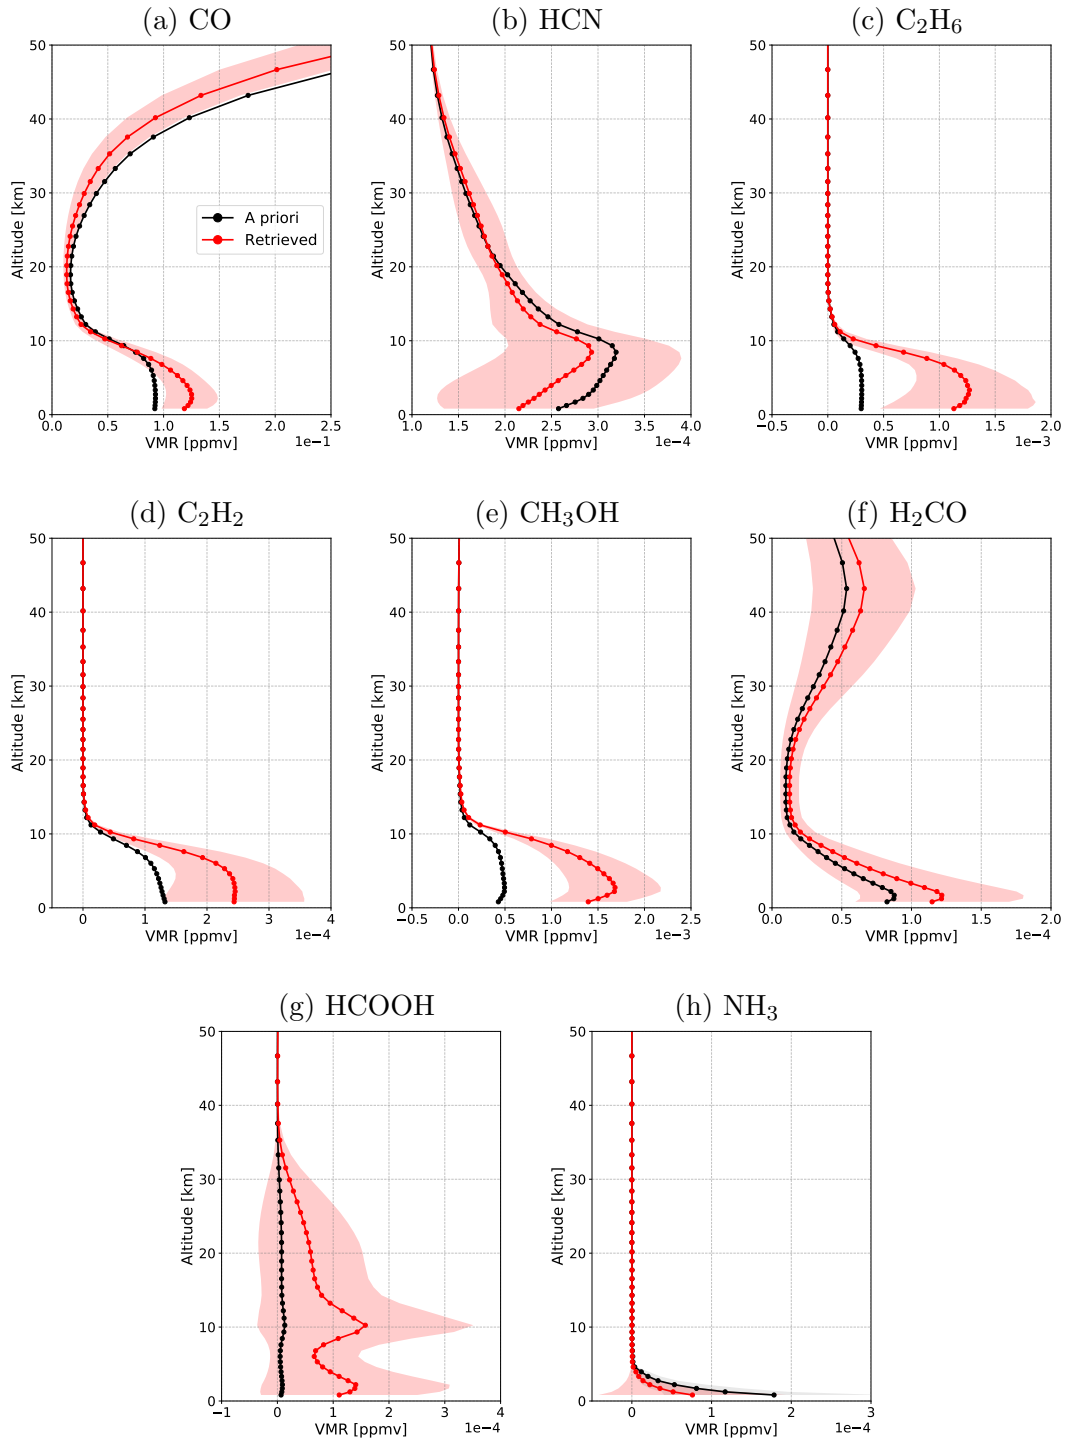 (a) CO
50
40
30
20
10
0
Altitude [km]
A priori
Retrieved
0.0 0.5 1.0 1.5 2.0 2.5
VMR [ppmv]
1e−1
(b) HCN
50
40
30
20
10
0
Altitude [km]
1.0 1.5 2.0 2.5 3.0 3.5 4.0
VMR [ppmv]
1e−4
(c) C₂H₆
50
40
30
20
10
0
Altitude [km]
−0.5 0.0 0.5 1.0 1.5 2.0
VMR [ppmv]
1e−3
(d) C₂H₂
50
40
30
20
10
0
Altitude [km]
0 1 2 3 4
VMR [ppmv]
1e−4
(e) CH₃OH
50
40
30
20
10
0
Altitude [km]
−0.5 0.0 0.5 1.0 1.5 2.0 2.5
VMR [ppmv]
1e−3
(f) H₂CO
50
40
30
20
10
0
Altitude [km]
0.0 0.5 1.0 1.5 2.0
VMR [ppmv]
1e−4
(g) HCOOH
50
40
30
20
10
0
Altitude [km]
−1 0 1 2 3 4
VMR [ppmv]
1e−4
(h) NH₃
50
40
30
20
10
0
Altitude [km]
0 1 2 3
VMR [ppmv]
1e−4